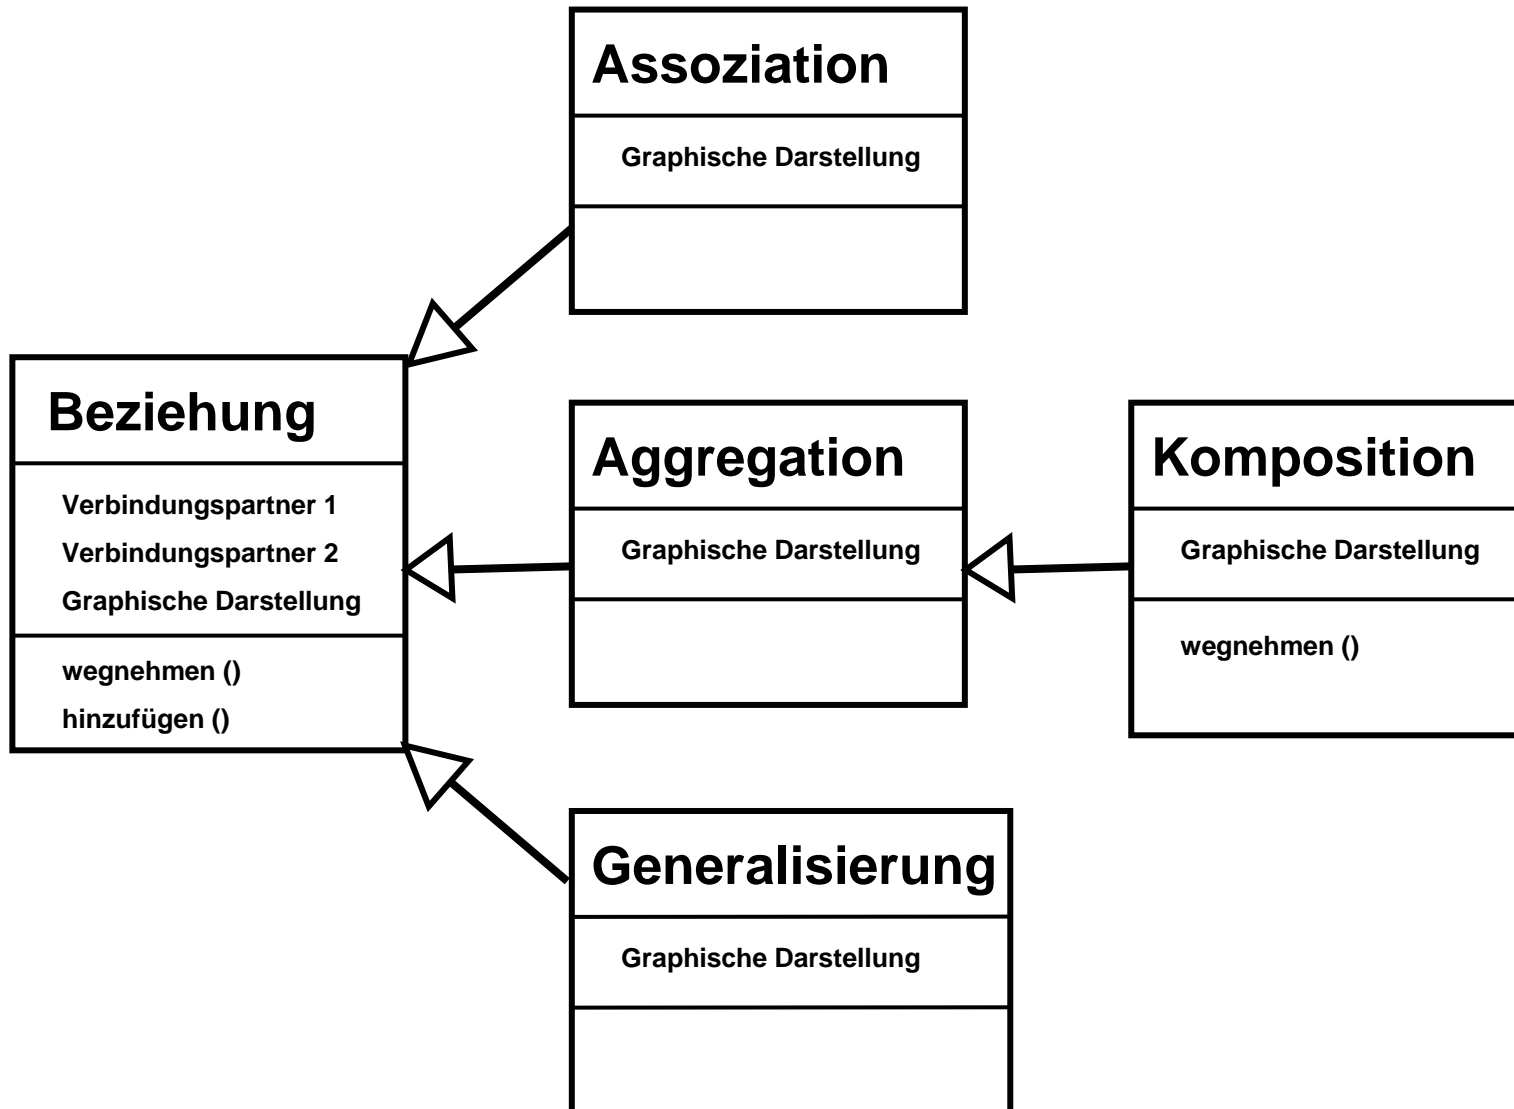 Assoziation
Graphische Darstellung
Beziehung
Verbindungspartner 1
Verbindungspartner 2
Graphische Darstellung
wegnehmen ()
hinzufügen ()
Aggregation
Graphische Darstellung
Komposition
Graphische Darstellung
wegnehmen ()
Generalisierung
Graphische Darstellung